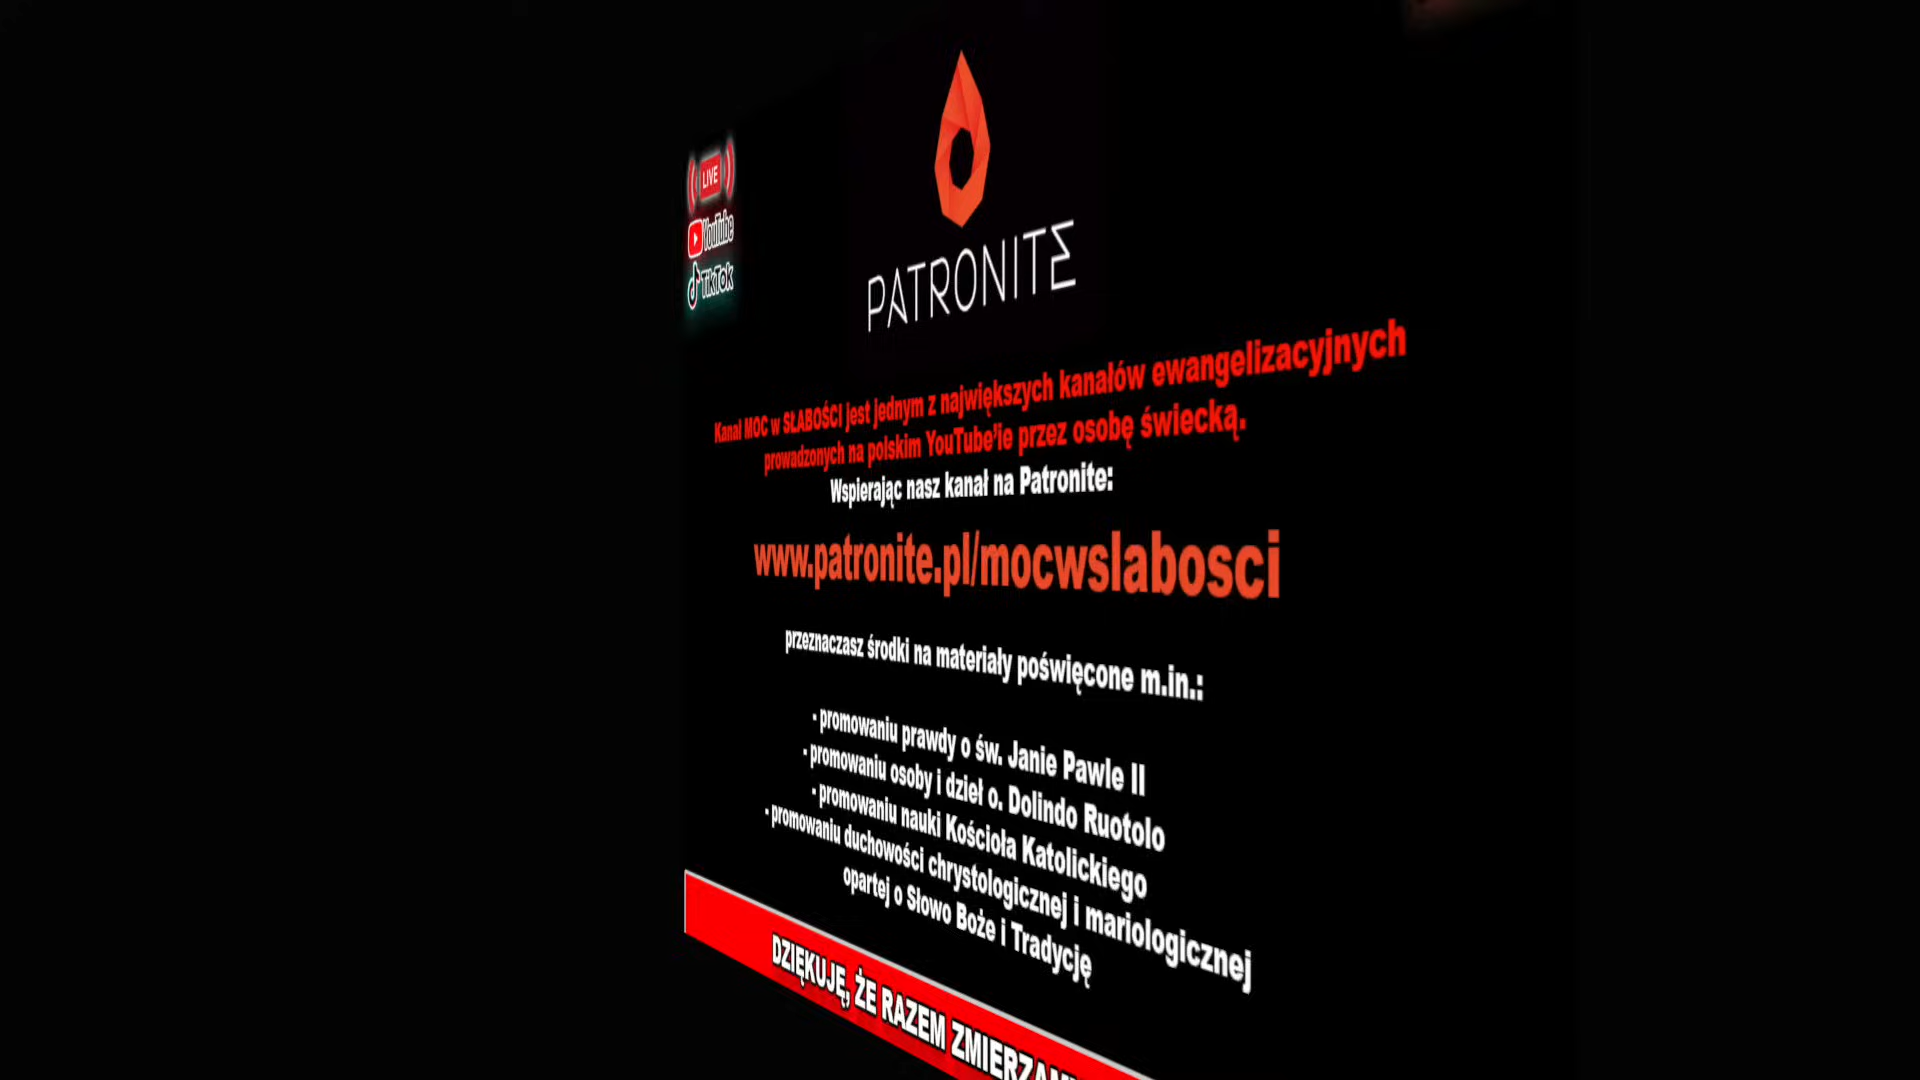 LIVE
YouTube
TikTok
PATRONITE
Kanał MOC w SŁABOŚCI jest jednym z największych kanałów ewangelizacyjnych
prowadzonych na polskim YouTube'ie przez osobę świecką.
Wspierając nasz kanał na Patronite:
www.patronite.pl/mocwslabosci
przeznaczasz środki na materiały poświęcone m.in.:
- promowaniu prawdy o św. Janie Pawle II
- promowaniu osoby i dzieł o. Dolindo Ruotolo
- promowaniu nauki Kościoła Katolickiego
- promowaniu duchowości chrystologicznej i mariologicznej
opartej o Słowo Boże i Tradycję
DZIĘKUJĘ, ŻE RAZEM